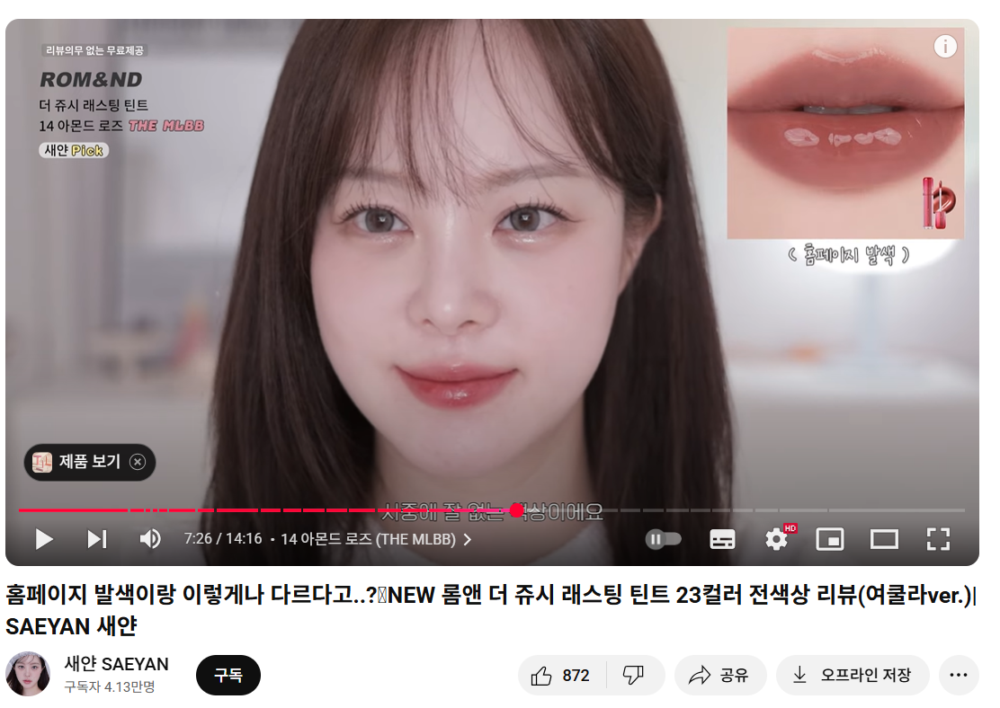 리뷰의무 없는 무료제공
ROM&ND
더 쥬시 래스팅 틴트
14 아몬드 로즈 THE MLBB
새얀 Pick
( 홈페이지 발색 )
제품 보기
시중에 잘 없는 색상이에요
7:26 / 14:16 • 14 아몬드 로즈 (THE MLBB)
HD
홈페이지 발색이랑 이렇게나 다르다고..?NEW 롬앤 더 쥬시 래스팅 틴트 23컬러 전색상 리뷰(여쿨라ver.)|
SAEYAN 새얀
새얀 SAEYAN
구독자 4.13만명
구독
872
공유
오프라인 저장